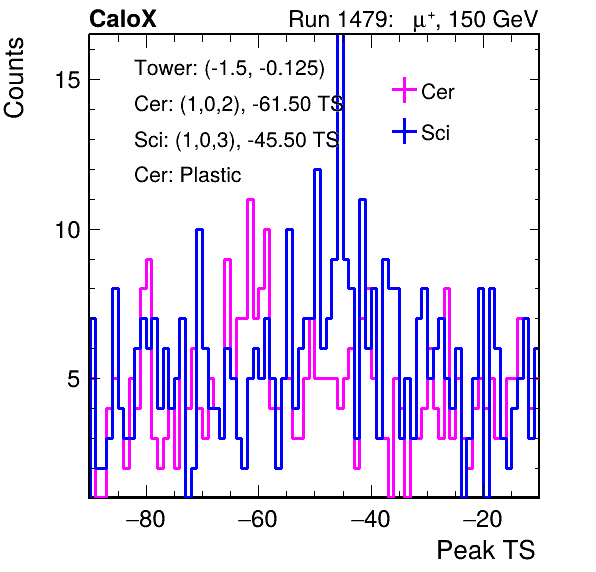 CaloX Run 1479: μ⁺, 150 GeV
Counts
Tower: (-1.5, -0.125)
Cer: (1,0,2), -61.50 TS
Sci: (1,0,3), -45.50 TS
Cer: Plastic
Cer
Sci
15
10
5
−80 −60 −40 −20
Peak TS